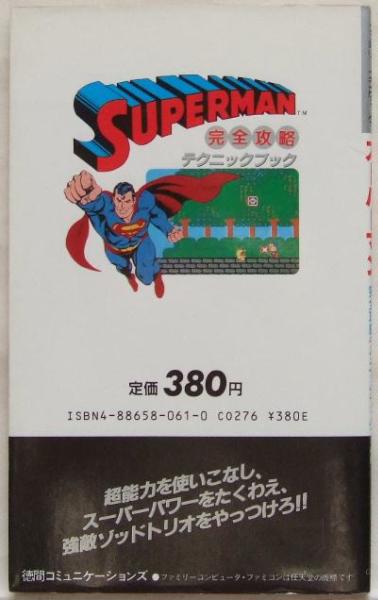 SUPERMAN™
完全攻略
テクニックブック
定価380円
ISBN4-88658-061-0 C0276 ¥380E
超能力を使いこなし、
スーパーパワーをたくわえ、
強敵ゾッドトリオをやっつけろ!!
徳間コミュニケーションズ ●ファミリーコンピュータ・ファミコンは任天堂の商標です